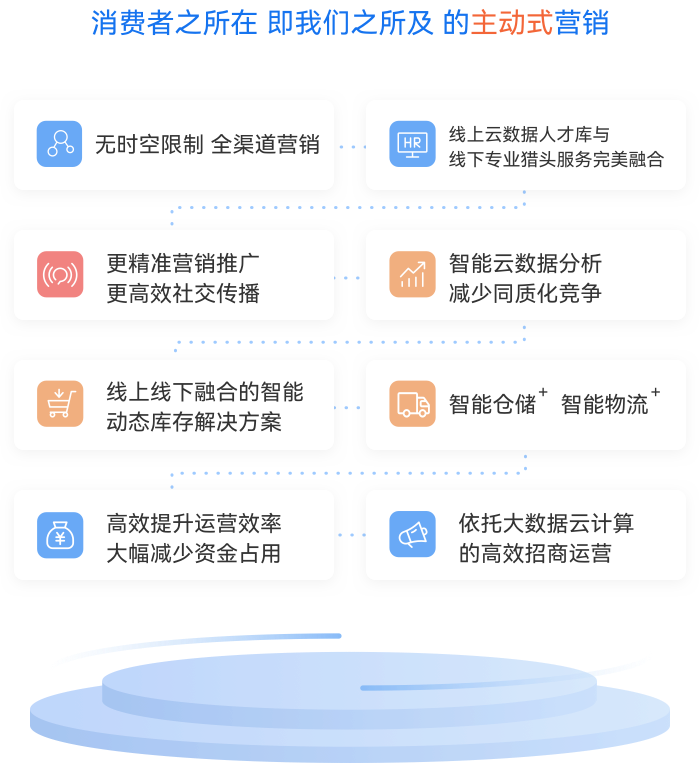 消费者之所在 即我们之所及 的主动式营销
无时空限制 全渠道营销
HR
线上云数据人才库与
线下专业猎头服务完美融合
更精准营销推广
更高效社交传播
智能云数据分析
减少同质化竞争
线上线下融合的智能
动态库存解决方案
智能仓储+ 智能物流+
¥
高效提升运营效率
大幅减少资金占用
依托大数据云计算
的高效招商运营